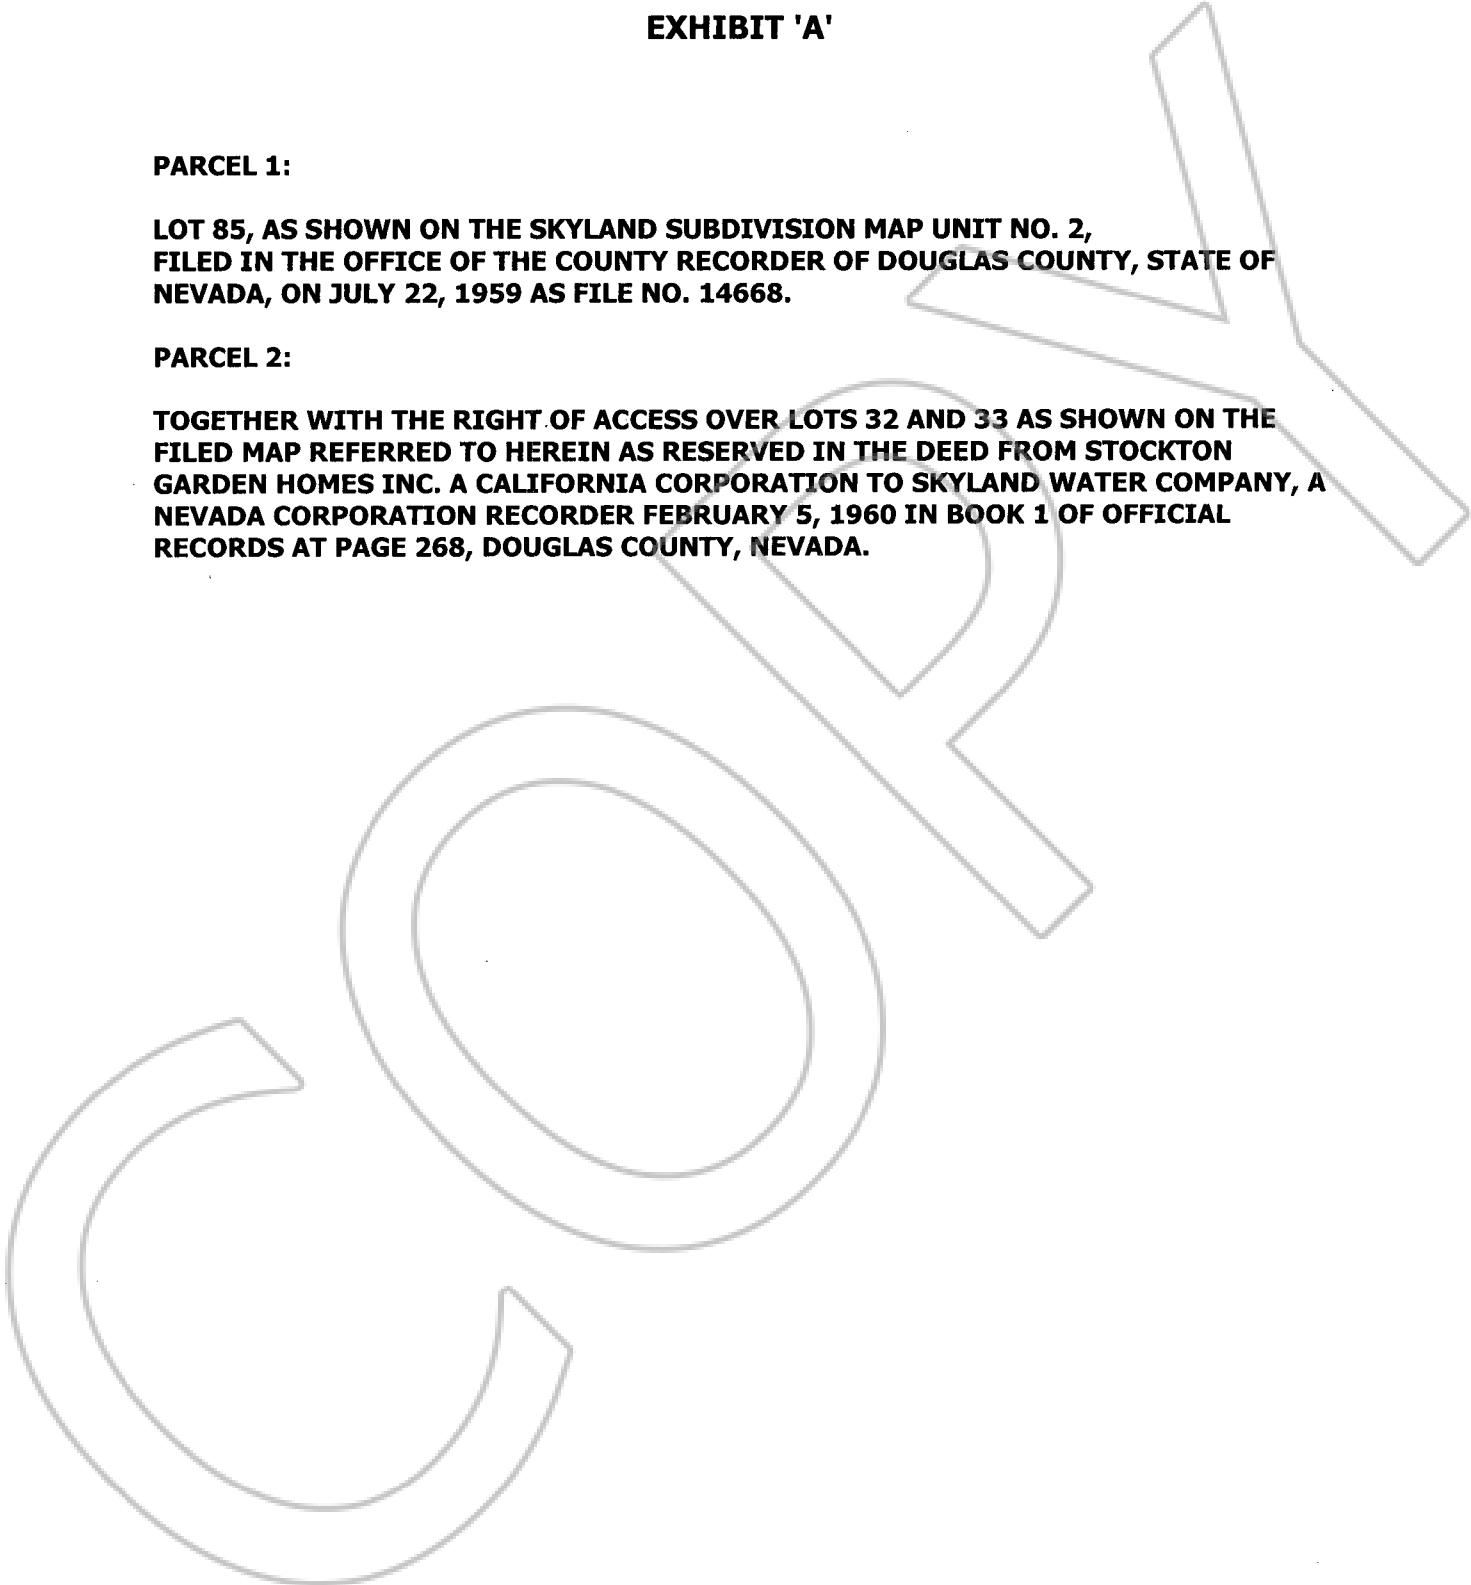 EXHIBIT 'A'
PARCEL 1:
LOT 85, AS SHOWN ON THE SKYLAND SUBDIVISION MAP UNIT NO. 2,
FILED IN THE OFFICE OF THE COUNTY RECORDER OF DOUGLAS COUNTY, STATE OF
NEVADA, ON JULY 22, 1959 AS FILE NO. 14668.
PARCEL 2:
TOGETHER WITH THE RIGHT OF ACCESS OVER LOTS 32 AND 33 AS SHOWN ON THE
FILED MAP REFERRED TO HEREIN AS RESERVED IN THE DEED FROM STOCKTON
GARDEN HOMES INC. A CALIFORNIA CORPORATION TO SKYLAND WATER COMPANY, A
NEVADA CORPORATION RECORDER FEBRUARY 5, 1960 IN BOOK 1 OF OFFICIAL
RECORDS AT PAGE 268, DOUGLAS COUNTY, NEVADA.
COPY